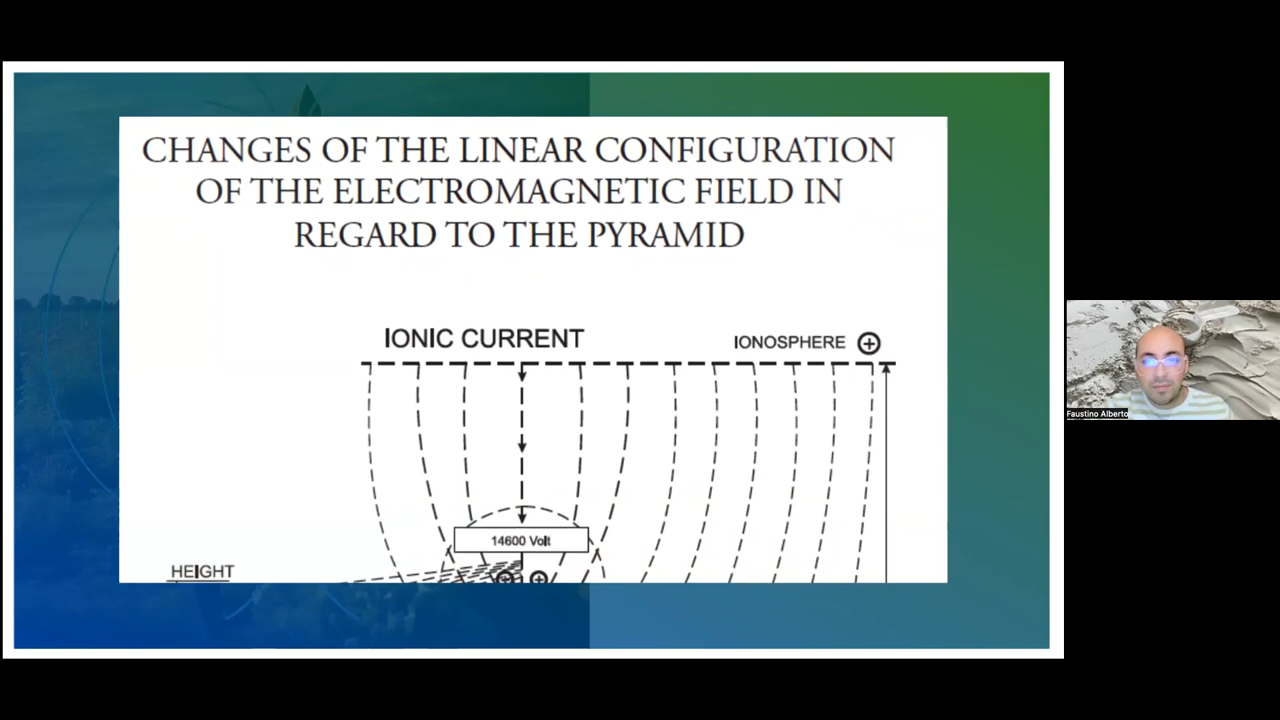 CHANGES OF THE LINEAR CONFIGURATION
OF THE ELECTROMAGNETIC FIELD IN
REGARD TO THE PYRAMID
IONIC CURRENT
IONOSPHERE
14600 Volt
HEIGHT
Faustino Alberto